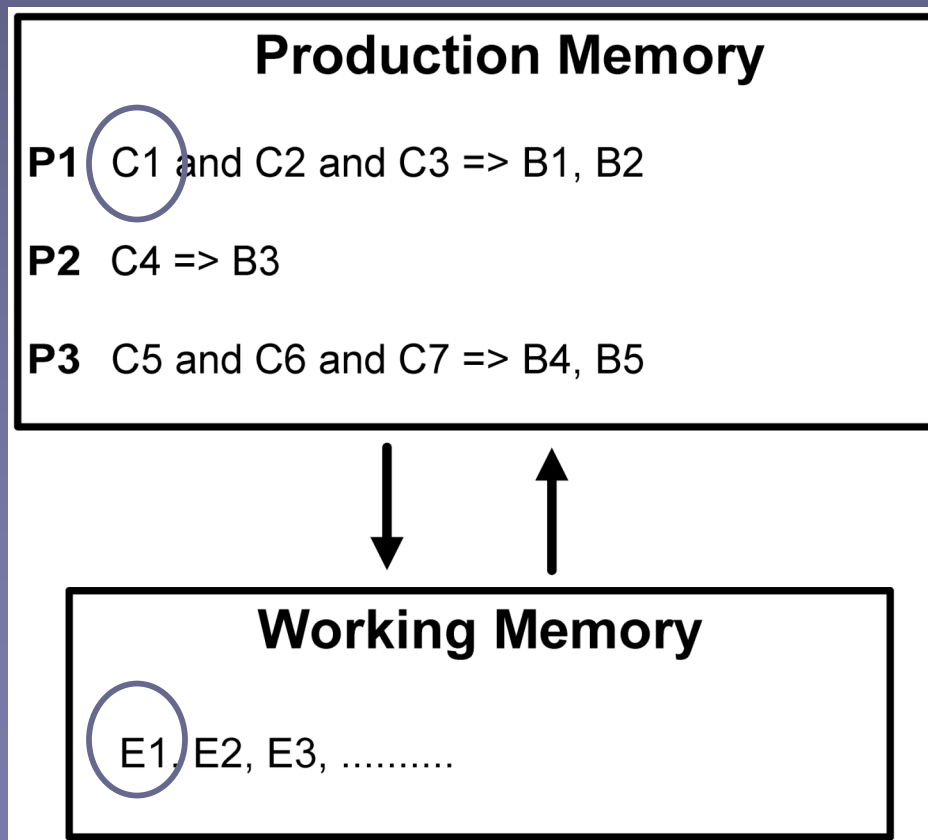 Production Memory
P1 C1 and C2 and C3 => B1, B2
P2 C4 => B3
P3 C5 and C6 and C7 => B4, B5
Working Memory
E1, E2, E3, ..........